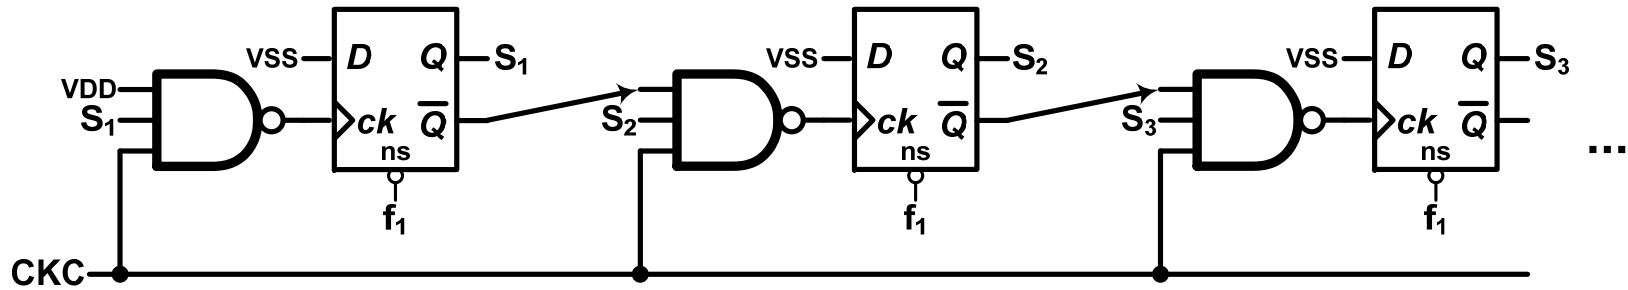 VSS D Q S1 VSS D Q S2 VSS D Q S3
VDD
S1 ck Q S2 ck Q S3 ck Q
ns ns ns ...
f1 f1 f1
CKC